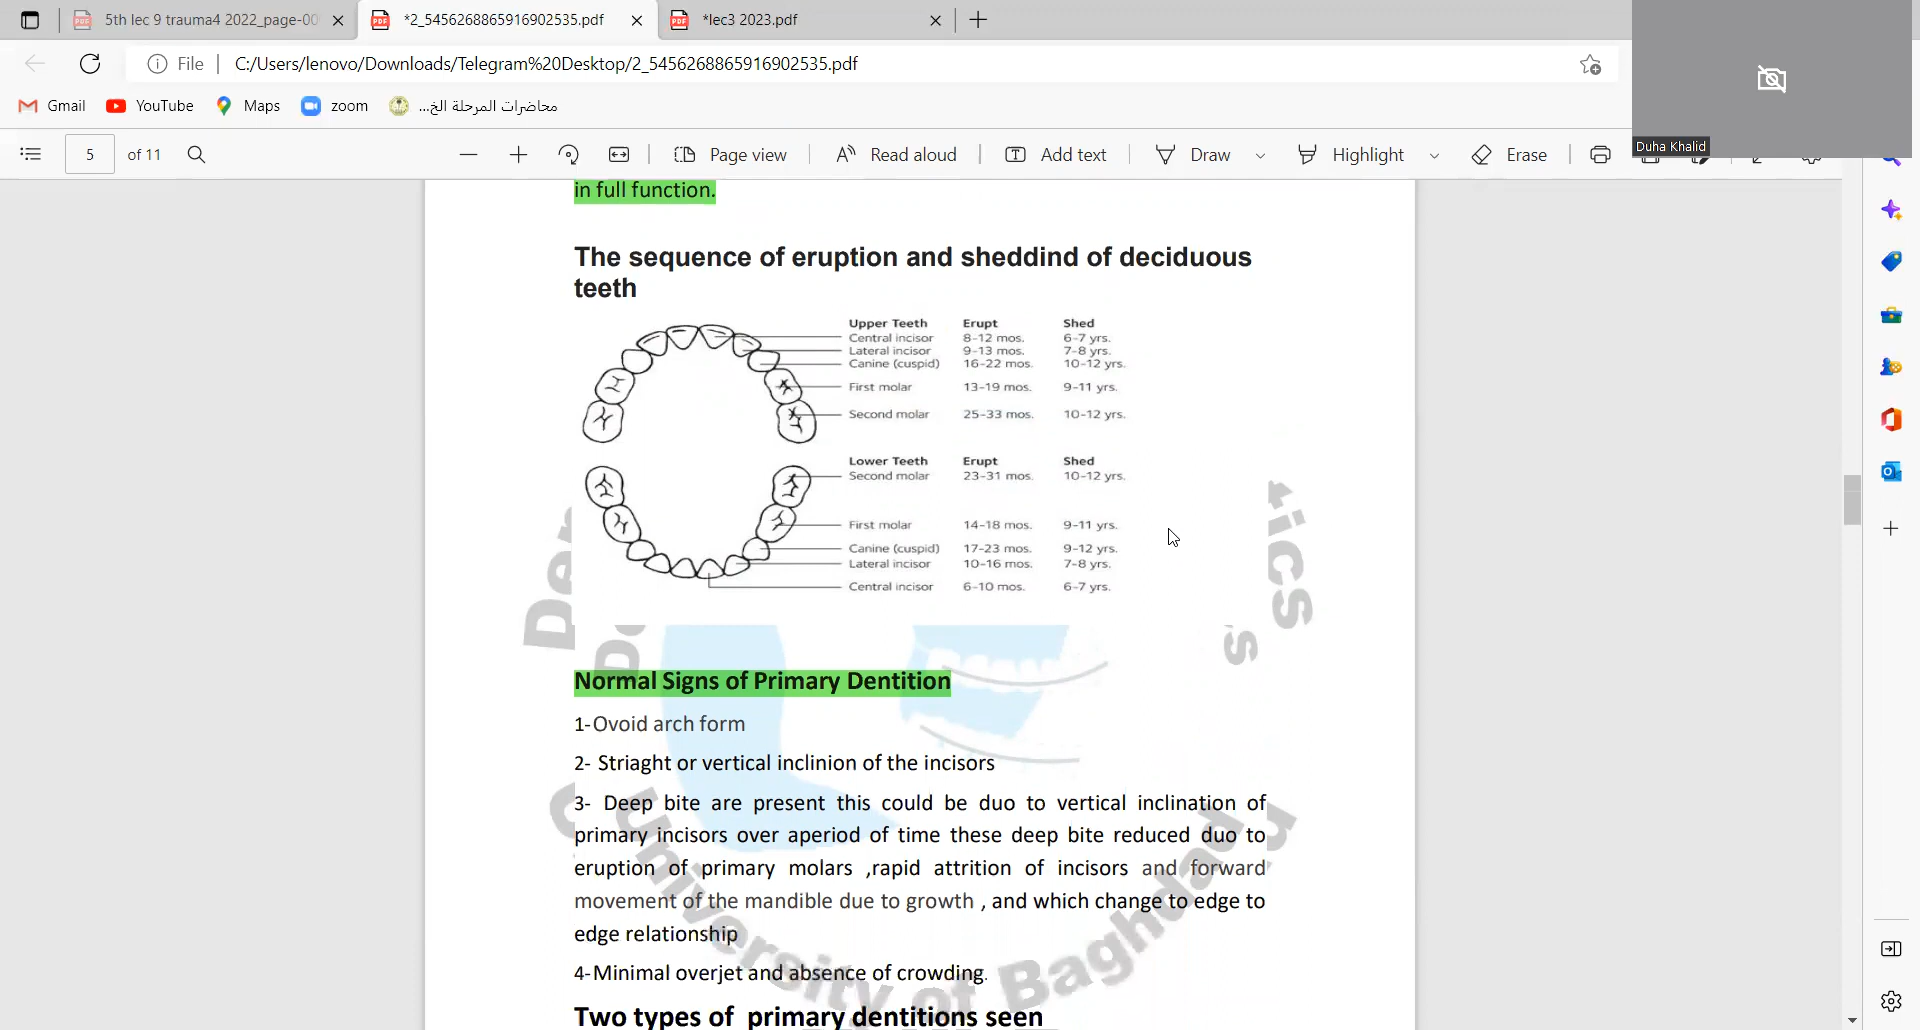 5th lec 9 trauma4 2022_page-00
*2_5456268865916902535.pdf
*lec3 2023.pdf
File
C:/Users/lenovo/Downloads/Telegram%20Desktop/2_5456268865916902535.pdf
Gmail
YouTube
Maps
zoom
محاضرات المرحلة الخ...
5 of 11
Page view
Read aloud
Add text
Draw
Highlight
Erase
Duha Khalid
in full function.
The sequence of eruption and sheddind of deciduous
teeth
Upper Teeth Erupt Shed
Central incisor 8-12 mos. 6-7 yrs.
Lateral incisor 9-13 mos. 7-8 yrs.
Canine (cuspid) 16-22 mos. 10-12 yrs.
First molar 13-19 mos. 9-11 yrs.
Second molar 25-33 mos. 10-12 yrs.
Lower Teeth Erupt Shed
Second molar 23-31 mos. 10-12 yrs.
First molar 14-18 mos. 9-11 yrs.
Canine (cuspid) 17-23 mos. 9-12 yrs.
Lateral incisor 10-16 mos. 7-8 yrs.
Central incisor 6-10 mos. 6-7 yrs.
Normal Signs of Primary Dentition
1-Ovoid arch form
2- Striaght or vertical inclinion of the incisors
3- Deep bite are present this could be duo to vertical inclination of
primary incisors over aperiod of time these deep bite reduced duo to
eruption of primary molars ,rapid attrition of incisors and forward
movement of the mandible due to growth , and which change to edge to
edge relationship
4-Minimal overjet and absence of crowding.
Two types of primary dentitions seen
University of Baghdad